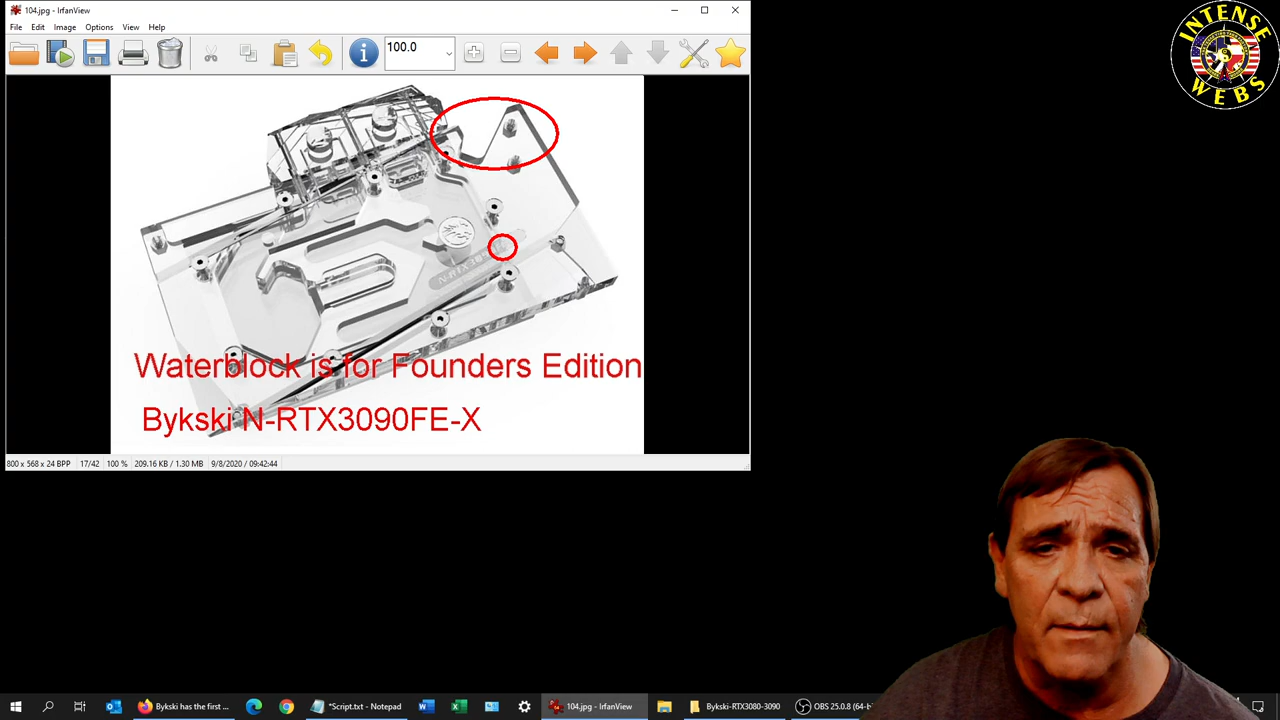 104.jpg - IrfanView
File Edit Image Options View Help
100.0
INTENSE
WEBS
Waterblock is for Founders Edition
Bykski N-RTX3090FE-X
800 x 568 x 24 BPP 17/42 100 % 209.16 KB / 1.30 MB 9/8/2020 / 09:42:44
Bykski has the first ...
*Script.txt - Notepad
104.jpg - IrfanView
Bykski-RTX3080-3090
OBS 25.0.8 (64-b